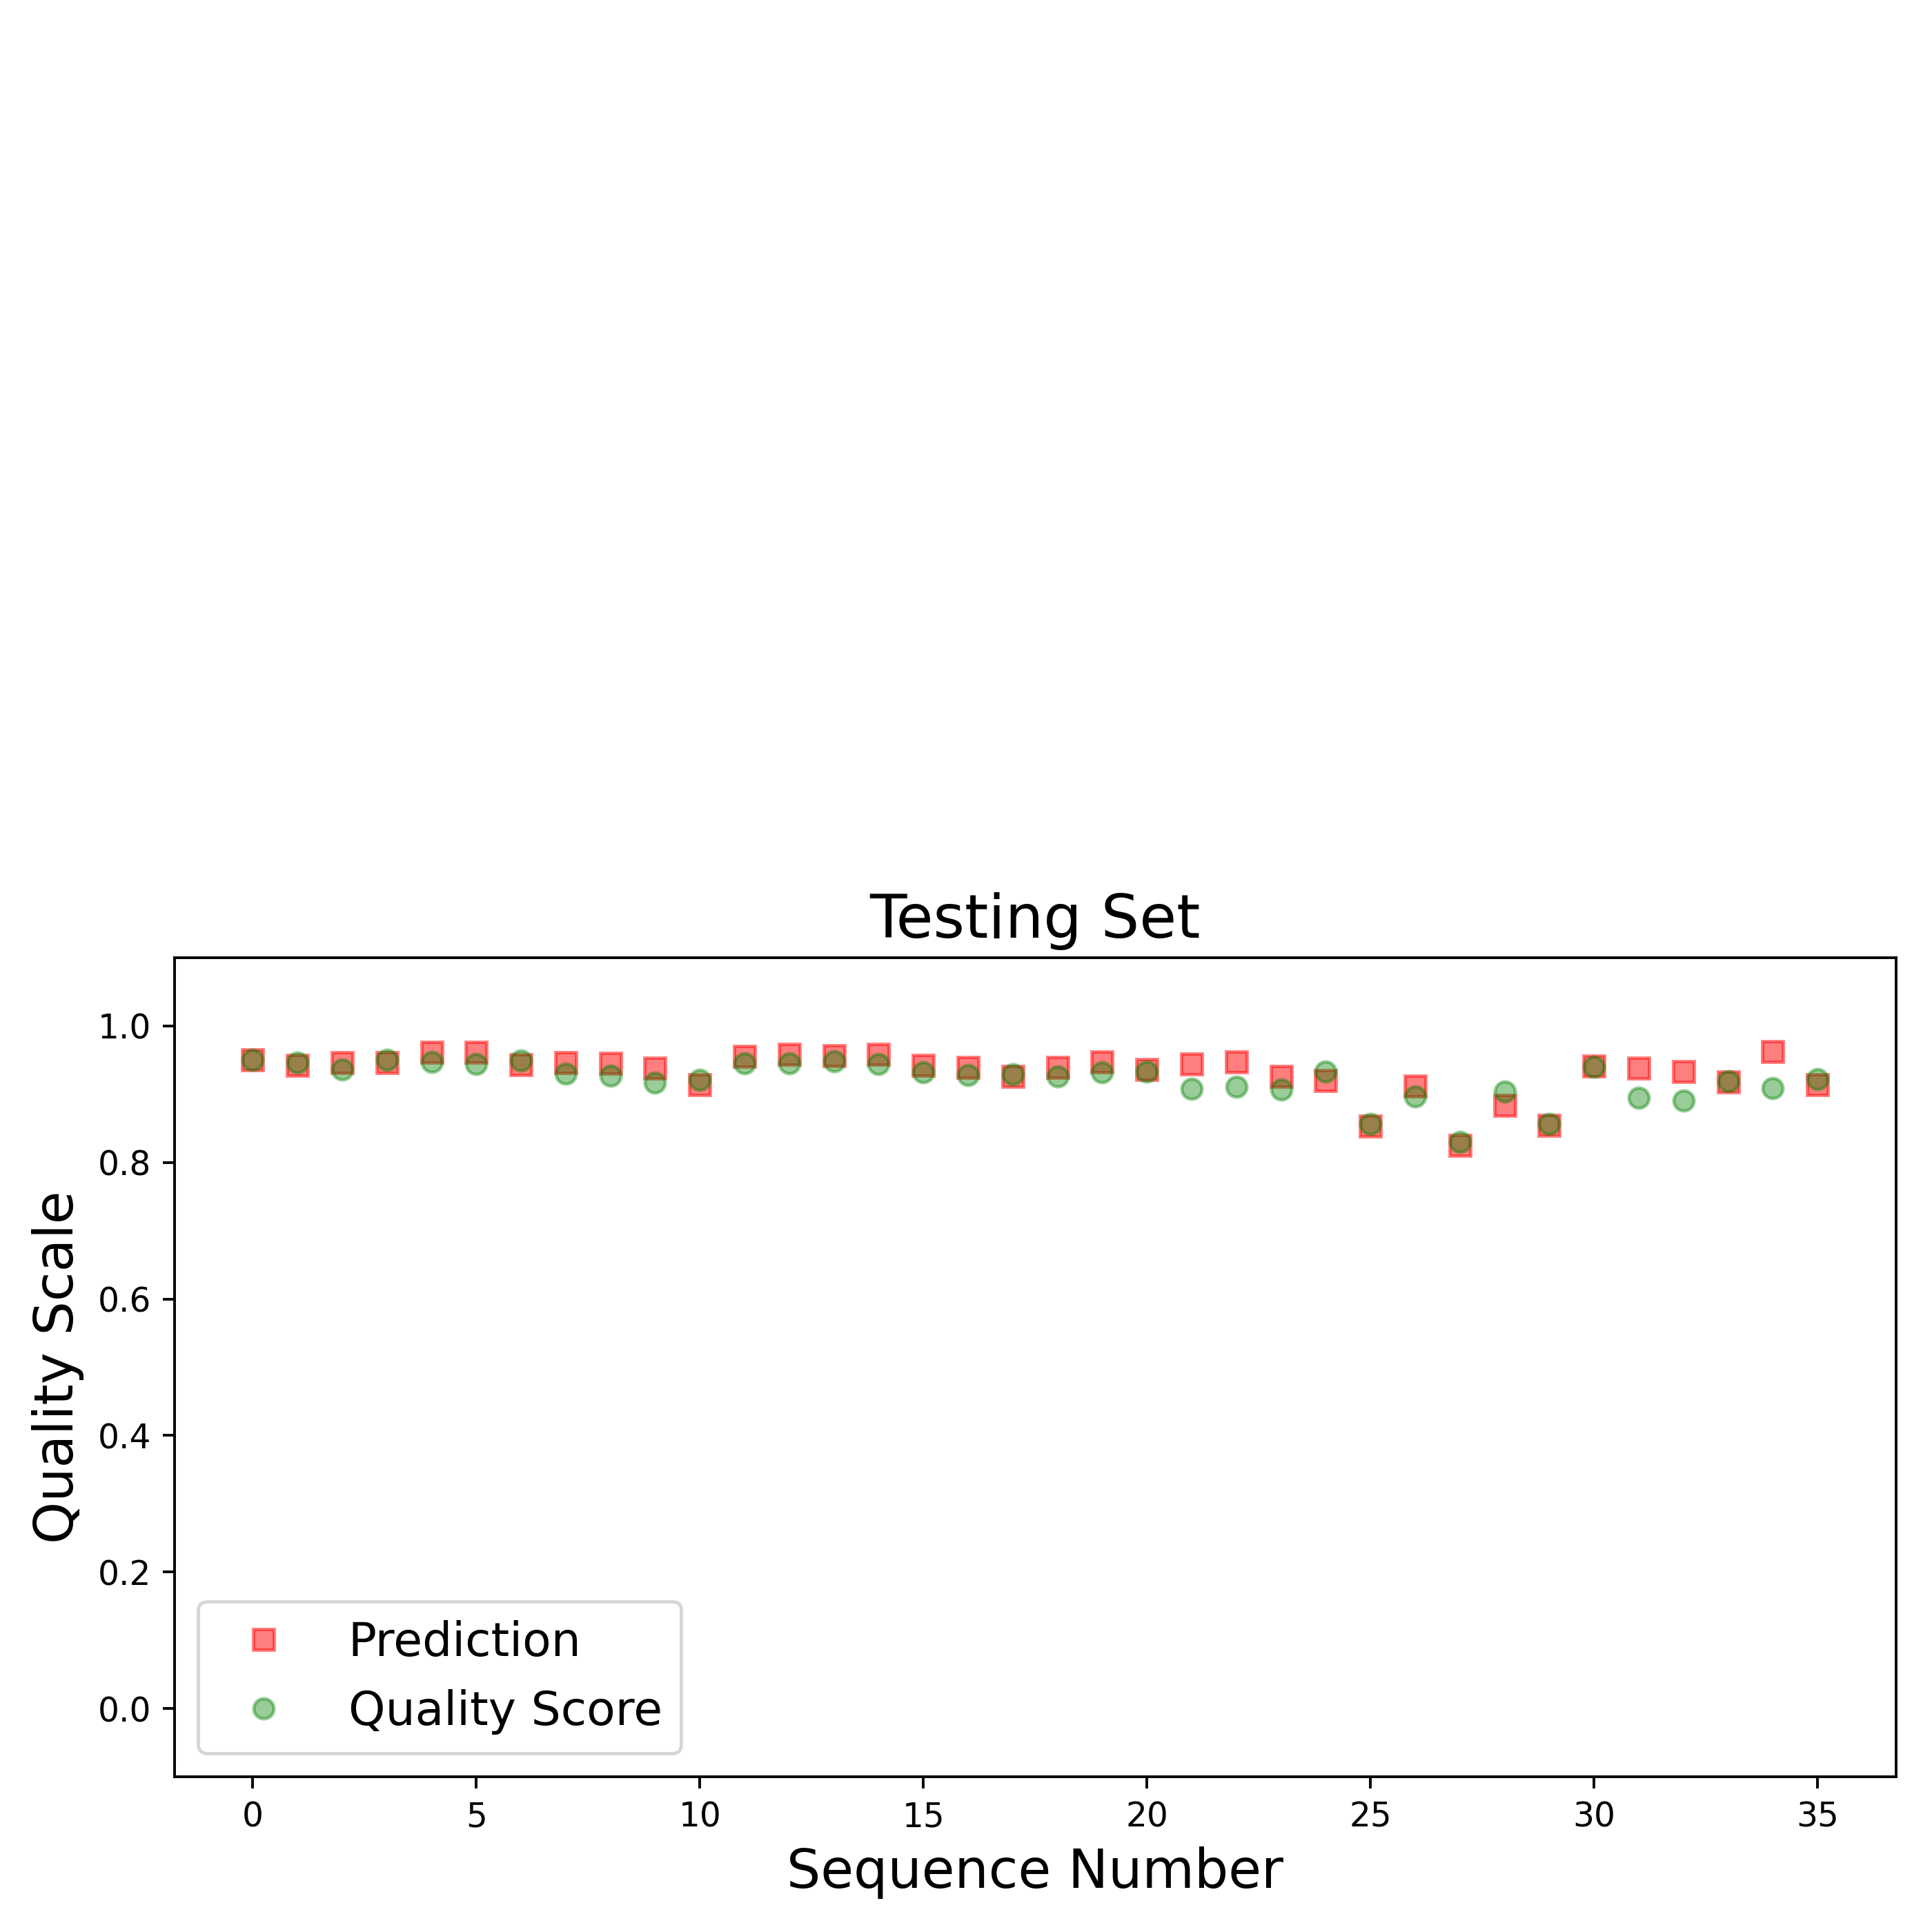 Testing Set
1.0
0.8
0.6
0.4
0.2
0.0
Quality Scale
Prediction
Quality Score
0 5 10 15 20 25 30 35
Sequence Number